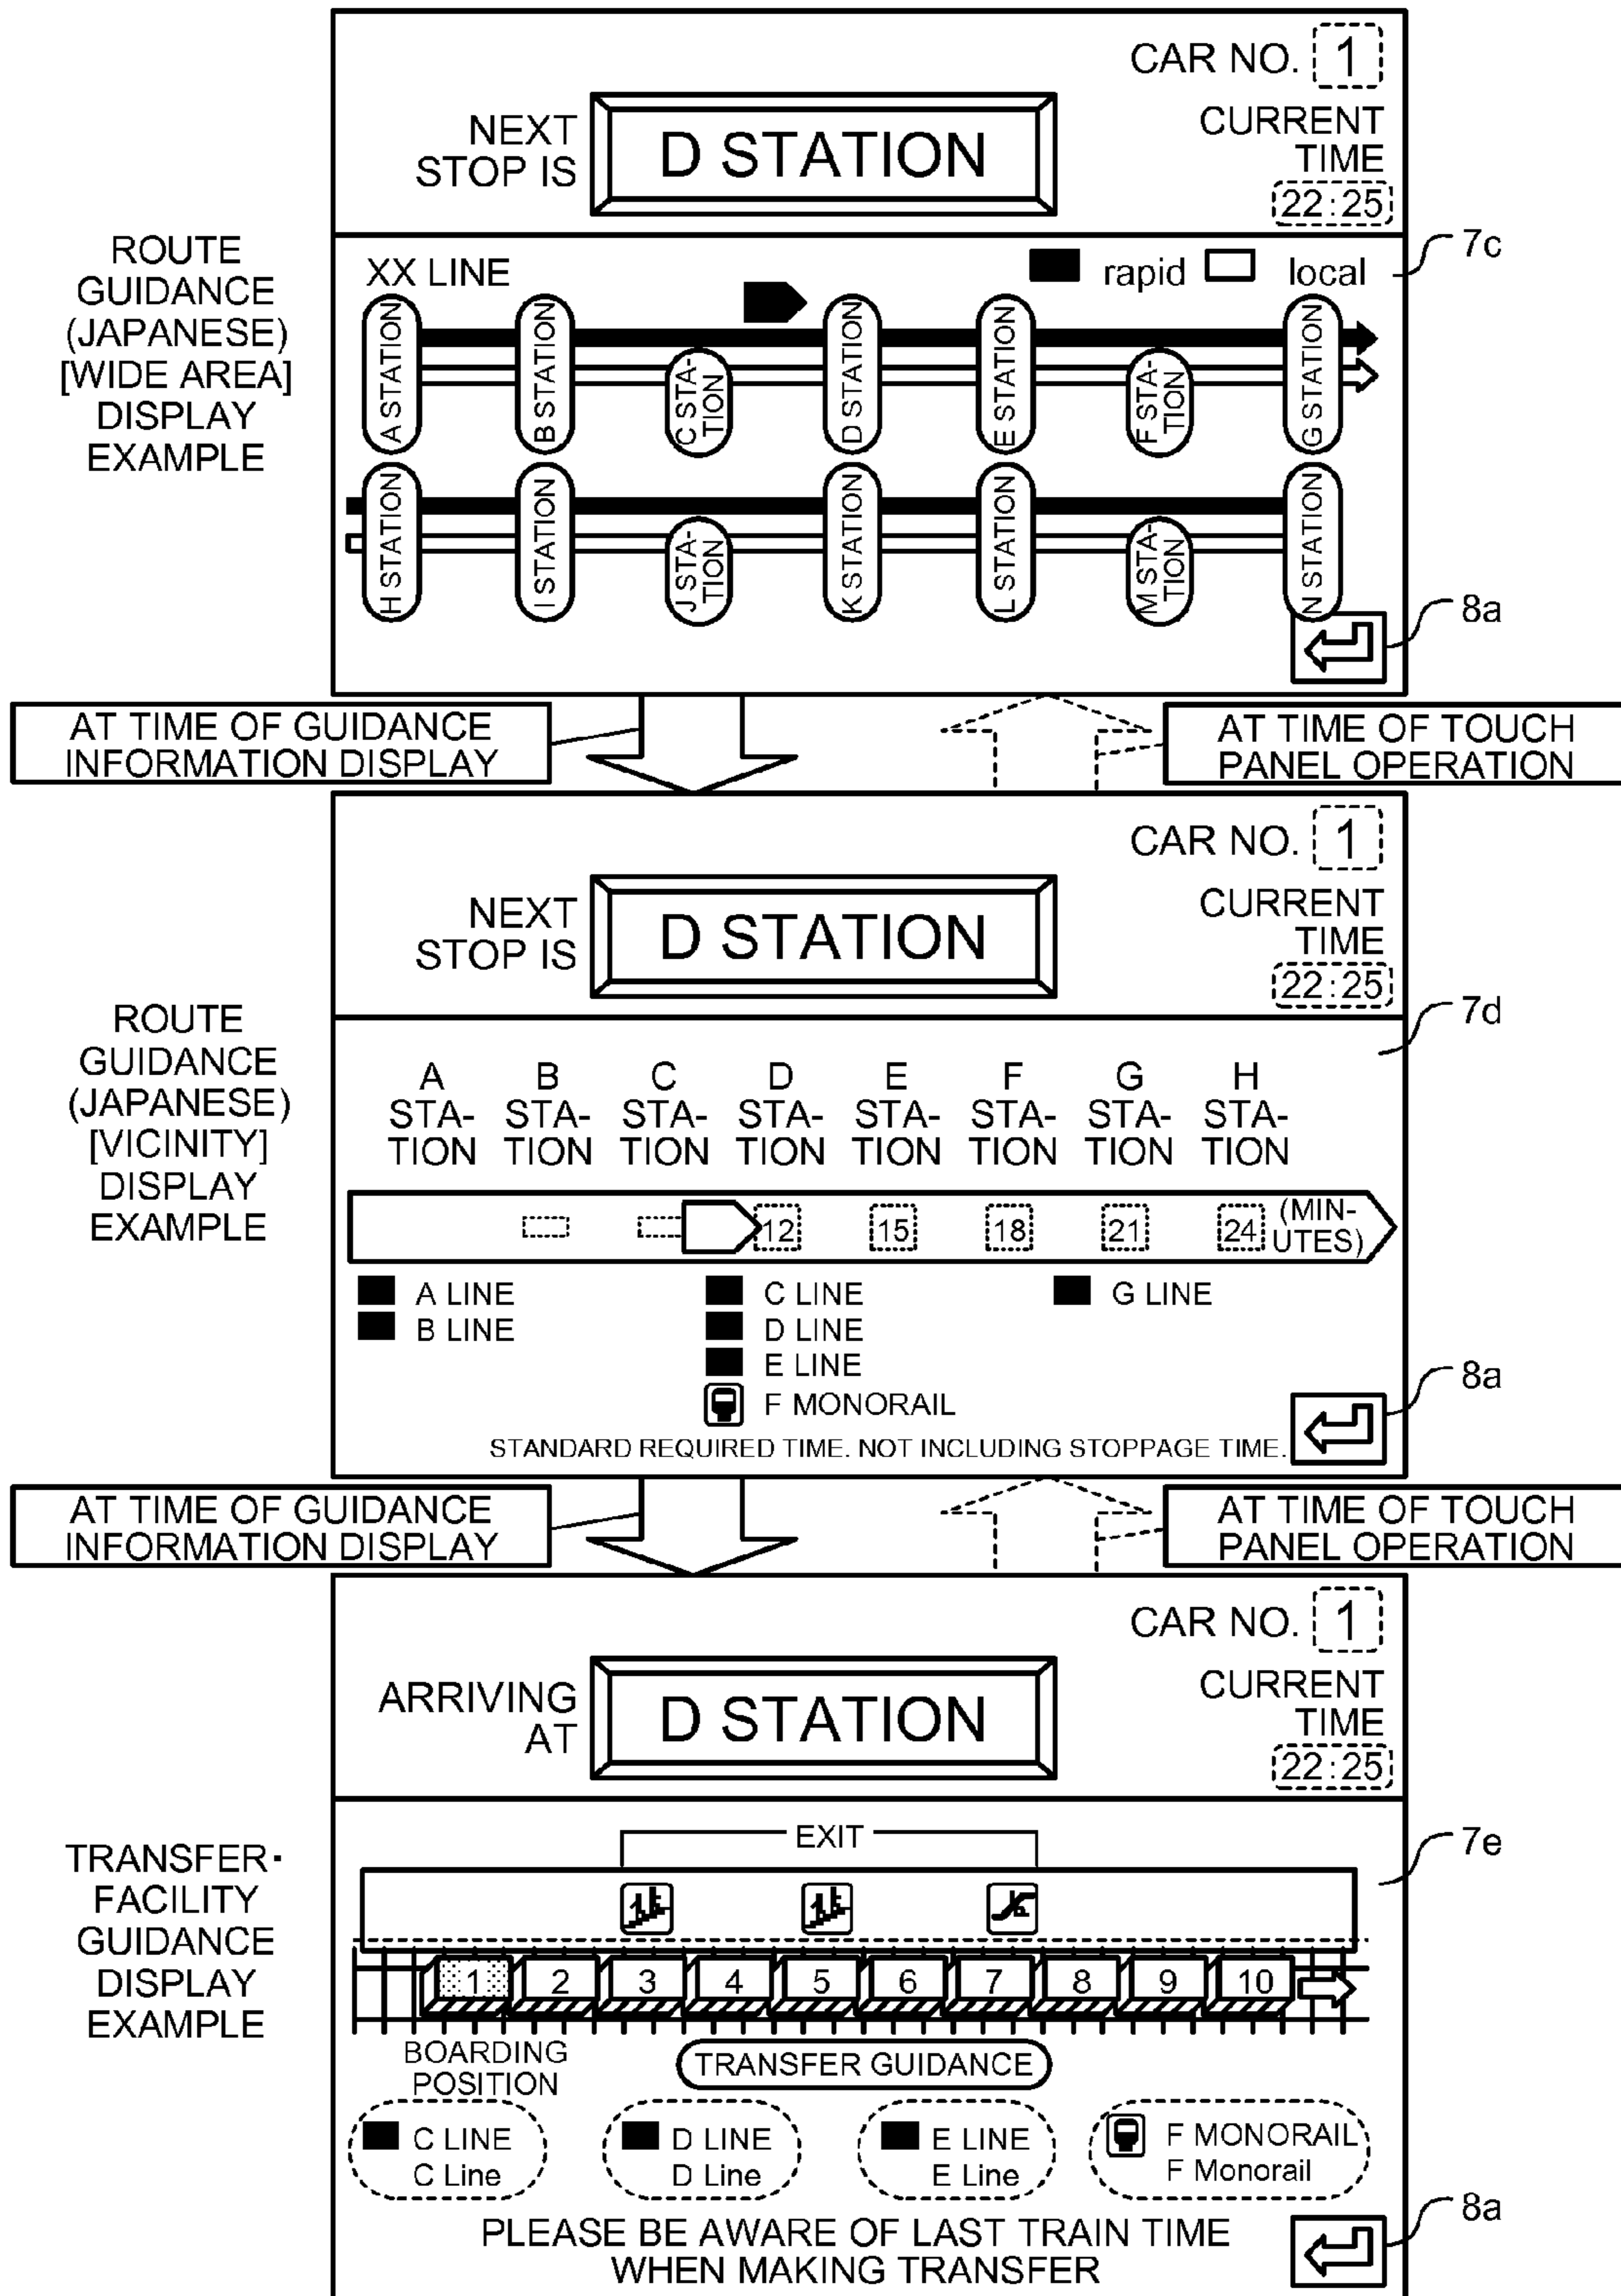 CAR NO. 1
NEXT
STOP IS
D STATION
CURRENT
TIME
22:25
ROUTE
GUIDANCE
(JAPANESE)
[WIDE AREA]
DISPLAY
EXAMPLE
7c
XX LINE
rapid
local
A STATION
B STATION
C STA-
TION
D STATION
E STATION
F STA-
TION
G STATION
H STATION
I STATION
J STA-
TION
K STATION
L STATION
M STA-
TION
N STATION
8a
AT TIME OF GUIDANCE
INFORMATION DISPLAY
AT TIME OF TOUCH
PANEL OPERATION
CAR NO. 1
NEXT
STOP IS
D STATION
CURRENT
TIME
22:25
ROUTE
GUIDANCE
(JAPANESE)
[VICINITY]
DISPLAY
EXAMPLE
7d
A
STA-
TION
B
STA-
TION
C
STA-
TION
D
STA-
TION
E
STA-
TION
F
STA-
TION
G
STA-
TION
H
STA-
TION
12 15 18 21 24
(MIN-
UTES)
A LINE
B LINE
C LINE
D LINE
E LINE
F MONORAIL
G LINE
STANDARD REQUIRED TIME. NOT INCLUDING STOPPAGE TIME.
8a
AT TIME OF GUIDANCE
INFORMATION DISPLAY
AT TIME OF TOUCH
PANEL OPERATION
CAR NO. 1
ARRIVING
AT
D STATION
CURRENT
TIME
22:25
TRANSFER·
FACILITY
GUIDANCE
DISPLAY
EXAMPLE
7e
EXIT
1 2 3 4 5 6 7 8 9 10
BOARDING
POSITION
TRANSFER GUIDANCE
C LINE
C Line
D LINE
D Line
E LINE
E Line
F MONORAIL
F Monorail
PLEASE BE AWARE OF LAST TRAIN TIME
WHEN MAKING TRANSFER
8a